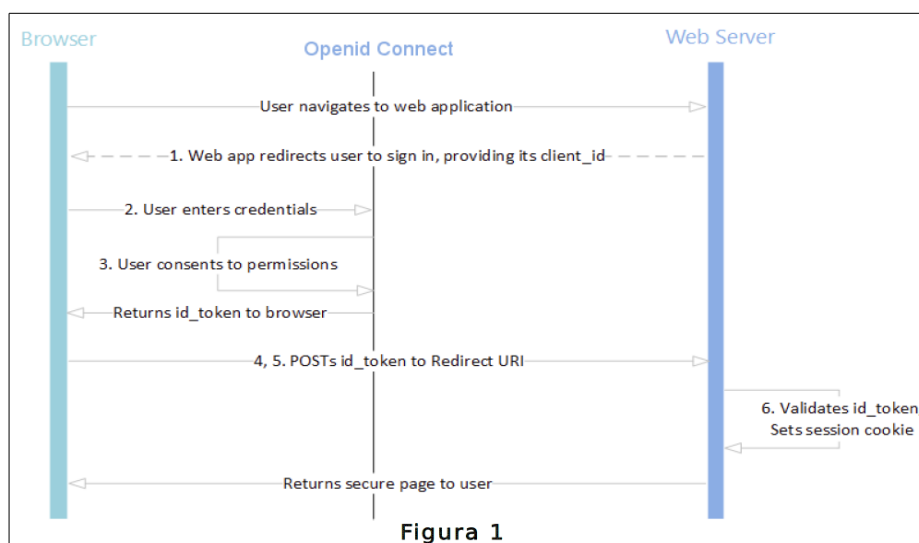 Browser
Openid Connect
Web Server
User navigates to web application
1. Web app redirects user to sign in, providing its client_id
2. User enters credentials
3. User consents to permissions
Returns id_token to browser
4, 5. POSTs id_token to Redirect URI
6. Validates id_token
Sets session cookie
Returns secure page to user
Figura 1